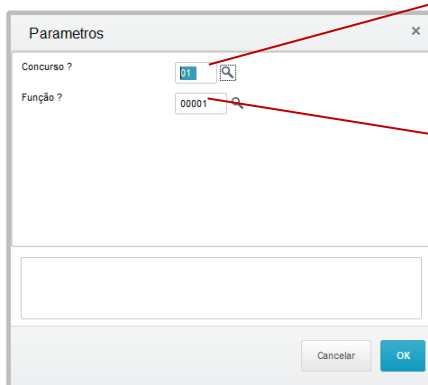 Parametros ×
Concurso ? 01
Função ? 00001
Cancelar OK